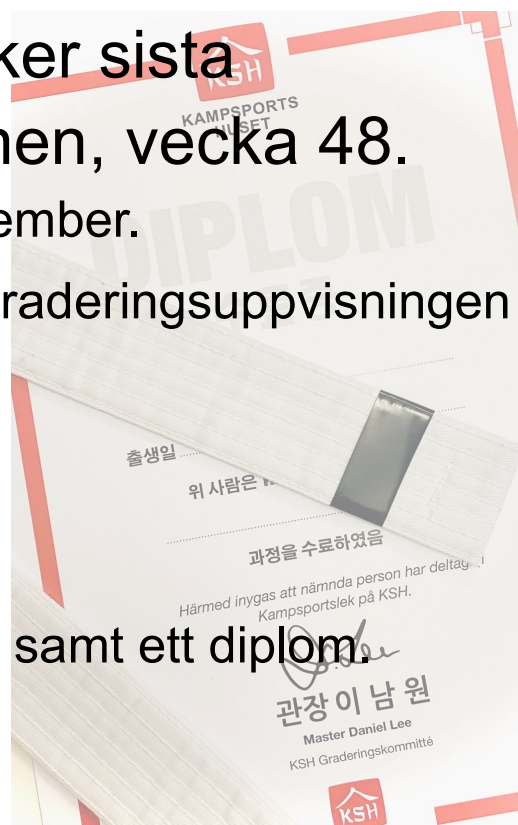 ker sista
KSH
KAMPSPORTS
HUSET
nen, vecka 48.
ember.
DIPLOM
raderingsuppvisningen
출생일
위 사람은
과정을 수료하였음
Härmed inygas att nämnda person har deltag
Kampsportslek på KSH.
samt ett diplom.
관장 이 남 원
Master Daniel Lee
KSH Graderingskommitté
KSH